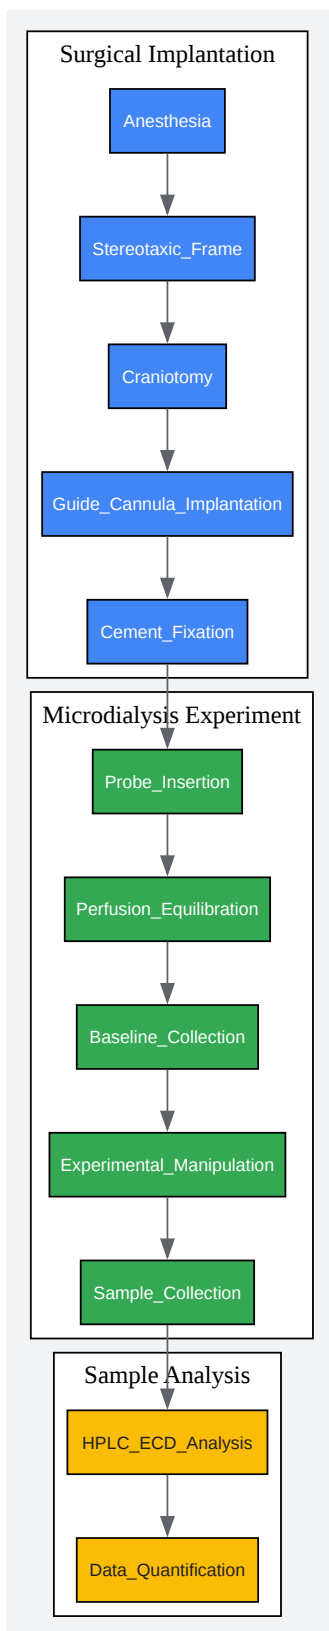 Surgical Implantation
Anesthesia
Stereotaxic_Frame
Craniotomy
Guide_Cannula_Implantation
Cement_Fixation
Microdialysis Experiment
Probe_Insertion
Perfusion_Equilibration
Baseline_Collection
Experimental_Manipulation
Sample_Collection
Sample Analysis
HPLC_ECD_Analysis
Data_Quantification